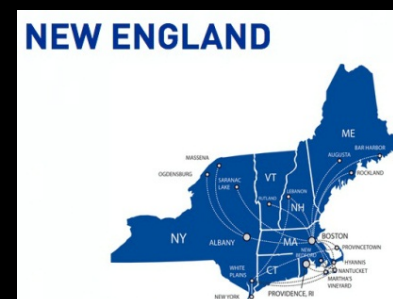 NEW ENGLAND
ME
BAR HARBOR
MASSENA
AUGUSTA
OGDENSBURG
VT
SARANAC
LAKE
ROCKLAND
LEBANON
RUTLAND
NH
NY
ALBANY
BOSTON
MA
PROVINCETOWN
NEW
BEDFORD
HYANNIS
WHITE
PLAINS
CT
NANTUCKET
MARTHA'S
VINEYARD
NEW YORK
PROVIDENCE, RI